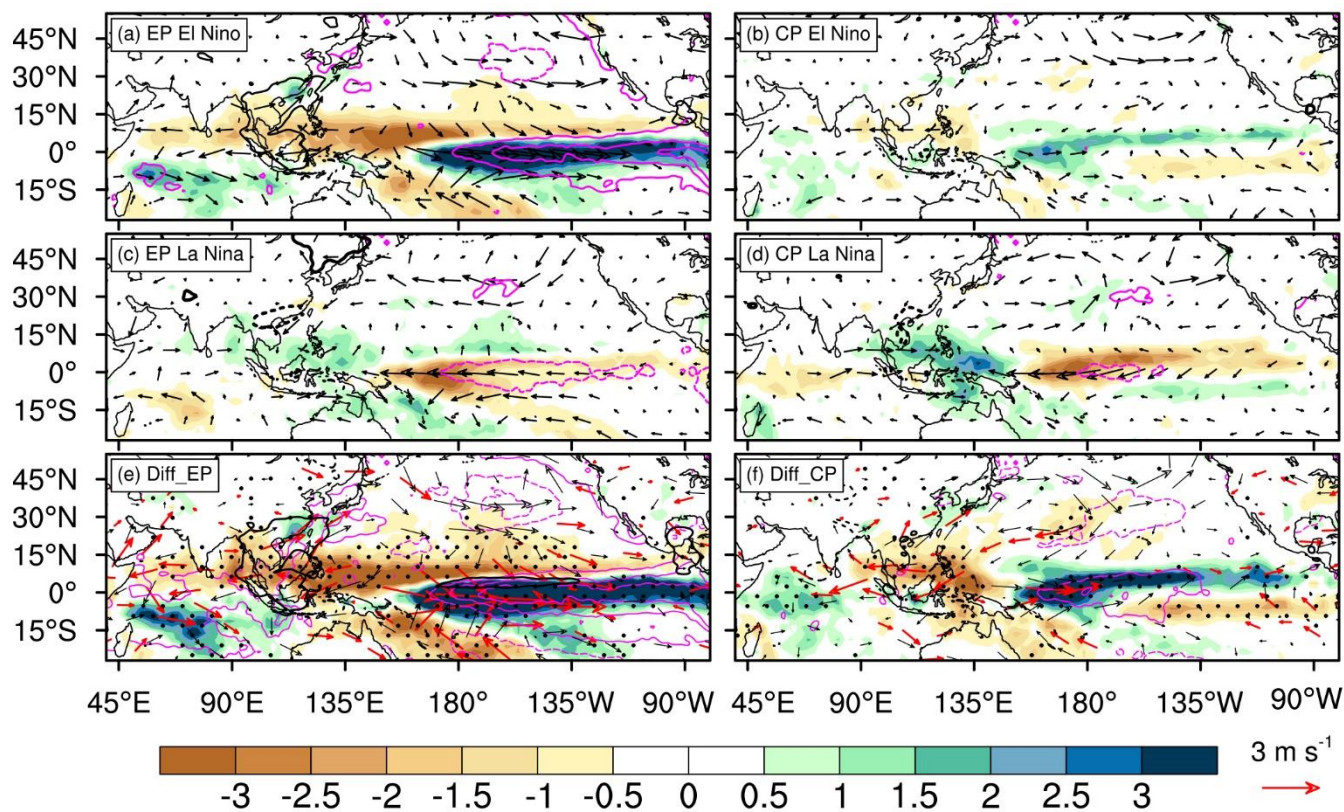 45°N (a) EP El Nino (b) CP El Nino
30°N
15°N
0°
15°S
45°N (c) EP La Nina (d) CP La Nina
30°N
15°N
0°
15°S
45°N (e) Diff_EP (f) Diff_CP
30°N
15°N
0°
15°S
45°E 90°E 135°E 180° 135°W 90°W 45°E 90°E 135°E 180° 135°W 90°W
3 m s⁻¹
-3 -2.5 -2 -1.5 -1 -0.5 0 0.5 1 1.5 2 2.5 3